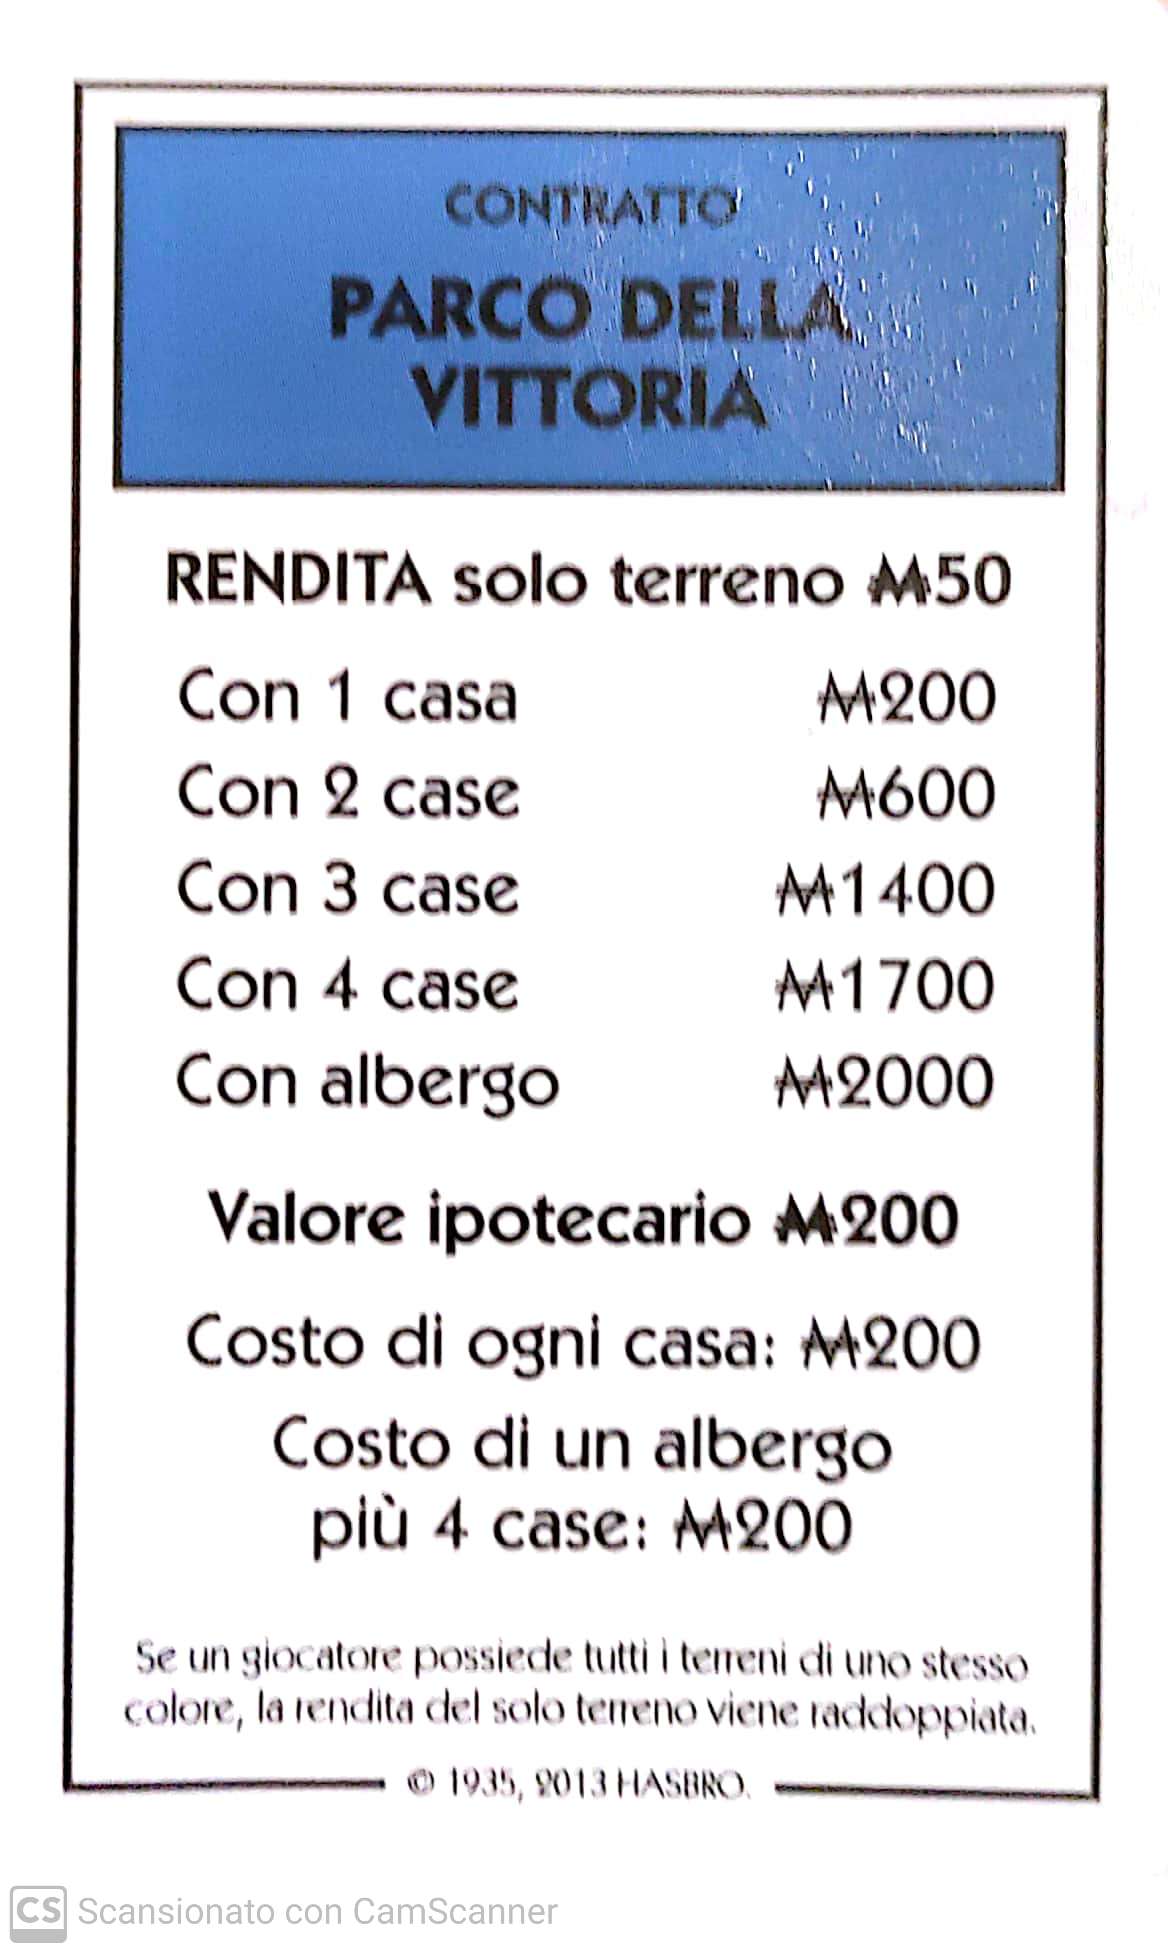 CONTRATTO
PARCO DELLA
VITTORIA
RENDITA solo terreno M50
Con 1 casa M200
Con 2 case M600
Con 3 case M1400
Con 4 case M1700
Con albergo M2000
Valore ipotecario M200
Costo di ogni casa: M200
Costo di un albergo
più 4 case: M200
Se un giocatore possiede tutti i terreni di uno stesso
colore, la rendita del solo terreno viene raddoppiata.
© 1935, 2013 HASBRO.
CS Scansionato con CamScanner